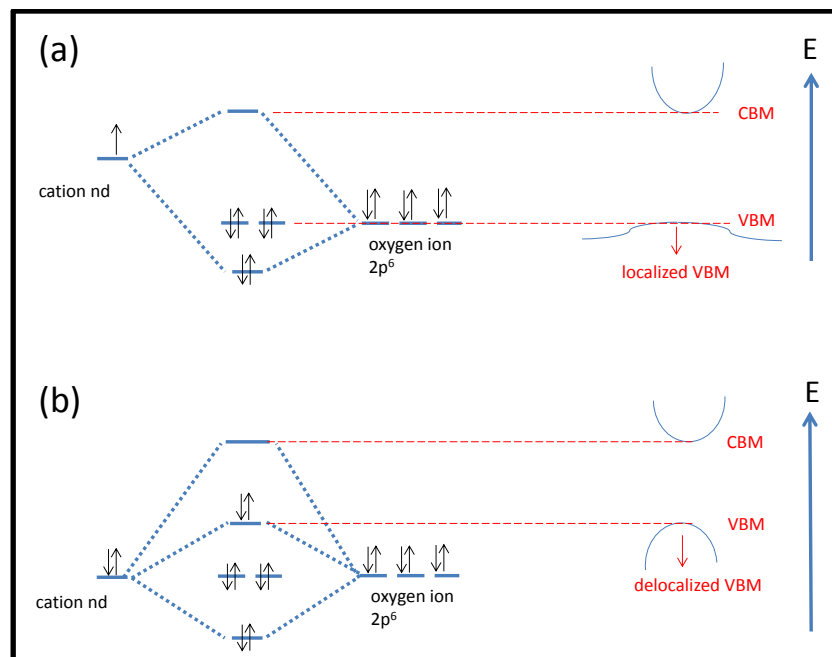 (a)
E
CBM
cation nd
VBM
oxygen ion
2p⁶
localized VBM
(b)
E
CBM
VBM
cation nd
oxygen ion
2p⁶
delocalized VBM